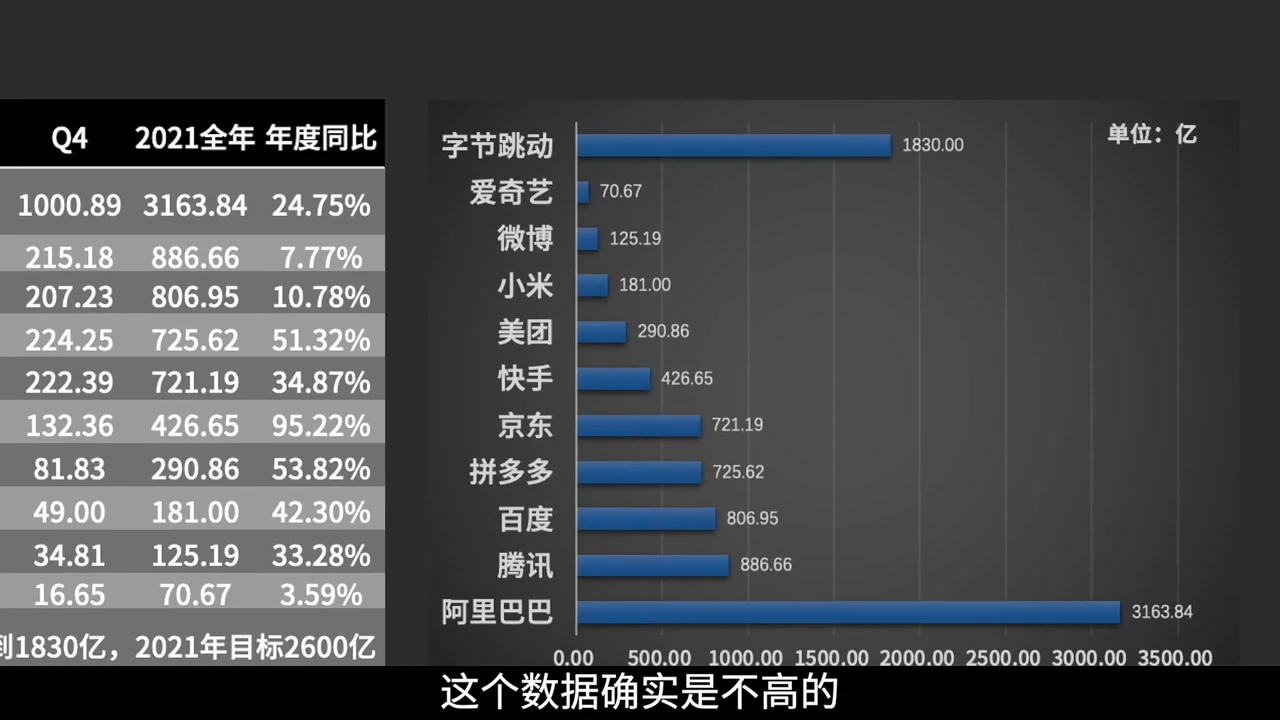 Q4 2021全年 年度同比
1000.89 3163.84 24.75%
215.18 886.66 7.77%
207.23 806.95 10.78%
224.25 725.62 51.32%
222.39 721.19 34.87%
132.36 426.65 95.22%
81.83 290.86 53.82%
49.00 181.00 42.30%
34.81 125.19 33.28%
16.65 70.67 3.59%
到1830亿，2021年目标2600亿
单位：亿
字节跳动 1830.00
爱奇艺 70.67
微博 125.19
小米 181.00
美团 290.86
快手 426.65
京东 721.19
拼多多 725.62
百度 806.95
腾讯 886.66
阿里巴巴 3163.84
0.00 500.00 1000.00 1500.00 2000.00 2500.00 3000.00 3500.00
这个数据确实是不高的